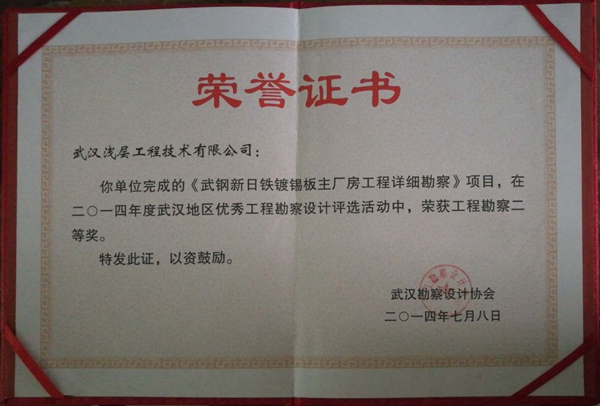 荣誉证书
武汉浅层工程技术有限公司：
你单位完成的《武钢新日铁镀锡板主厂房工程详细勘察》项目，在
二〇一四年度武汉地区优秀工程勘察设计评选活动中，荣获工程勘察二
等奖。
特发此证，以资鼓励。
武汉勘察设计协会
二〇一四年七月八日